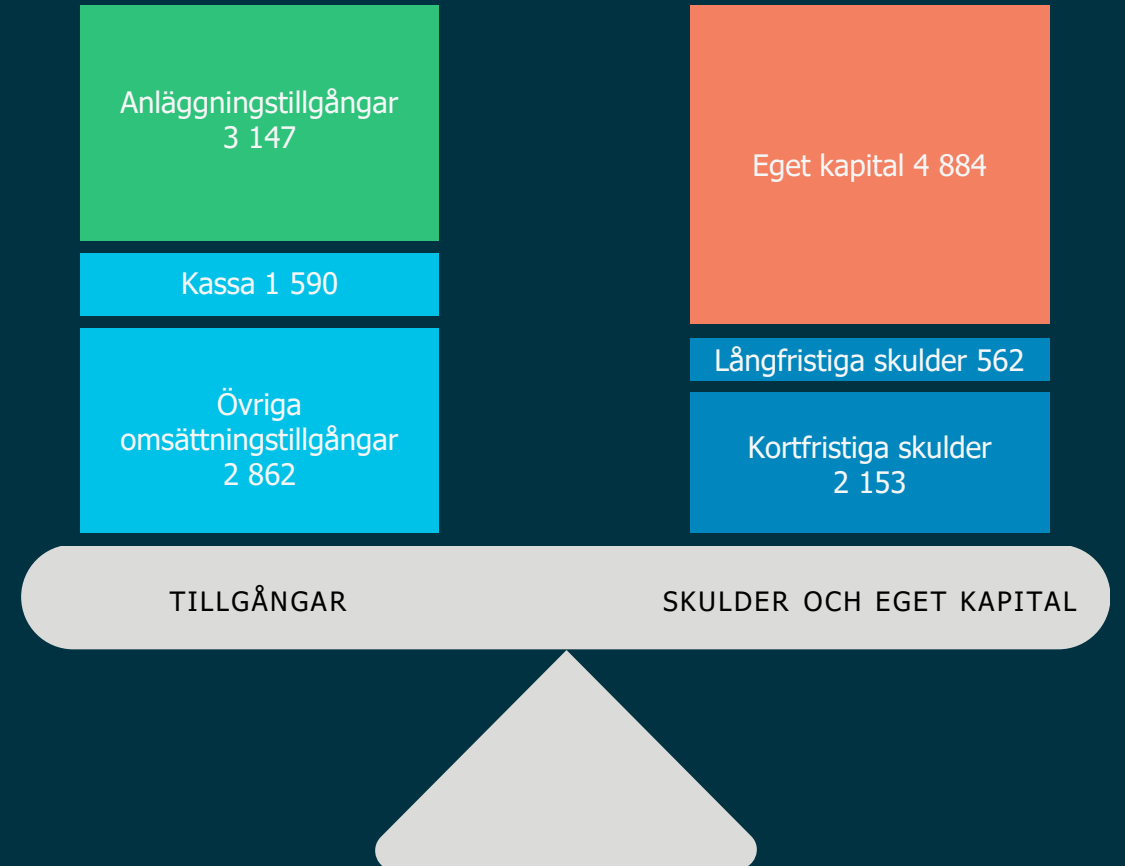 Anläggningstillgångar
3 147
Kassa 1 590
Övriga
omsättningstillgångar
2 862
Eget kapital 4 884
Långfristiga skulder 562
Kortfristiga skulder
2 153
TILLGÅNGAR
SKULDER OCH EGET KAPITAL